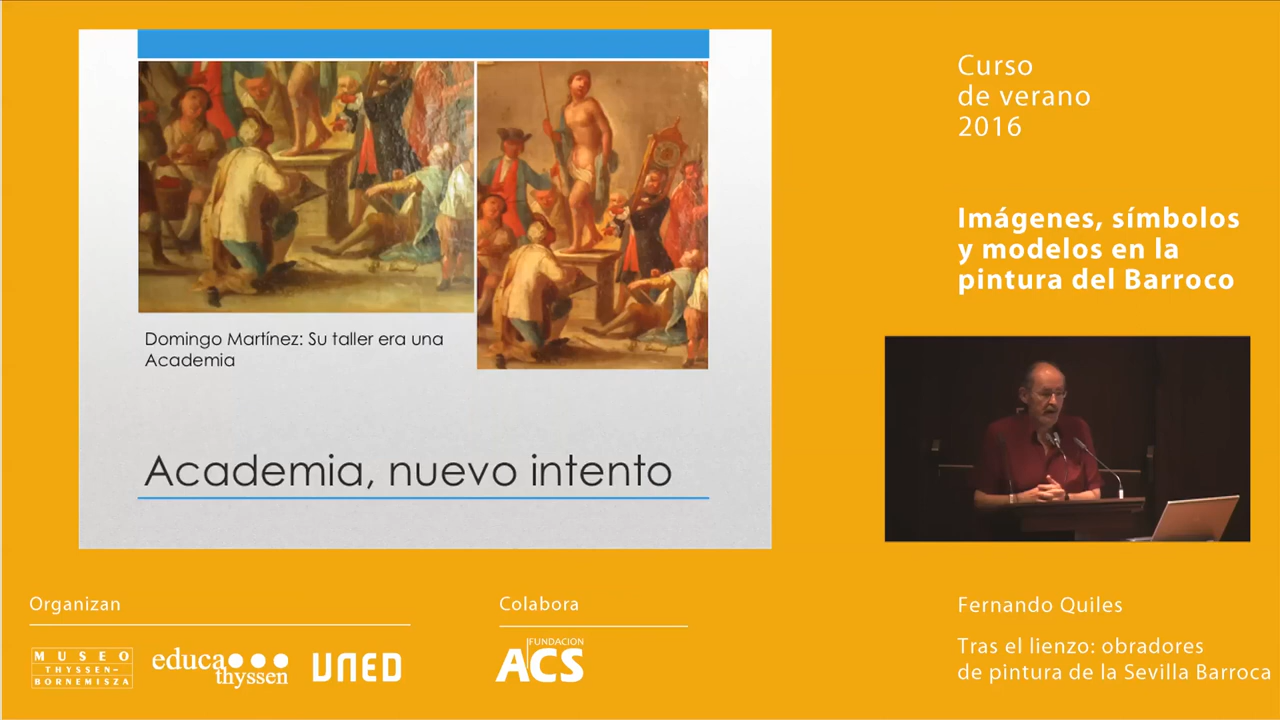 Curso
de verano
2016
Imágenes, símbolos
y modelos en la
pintura del Barroco
Domingo Martínez: Su taller era una
Academia
Academia, nuevo intento
Organizan
MUSEO
THYSSEN-
BORNEMISZA
educa
thyssen
UNED
Colabora
FUNDACION
ACS
Fernando Quiles
Tras el lienzo: obradores
de pintura de la Sevilla Barroca